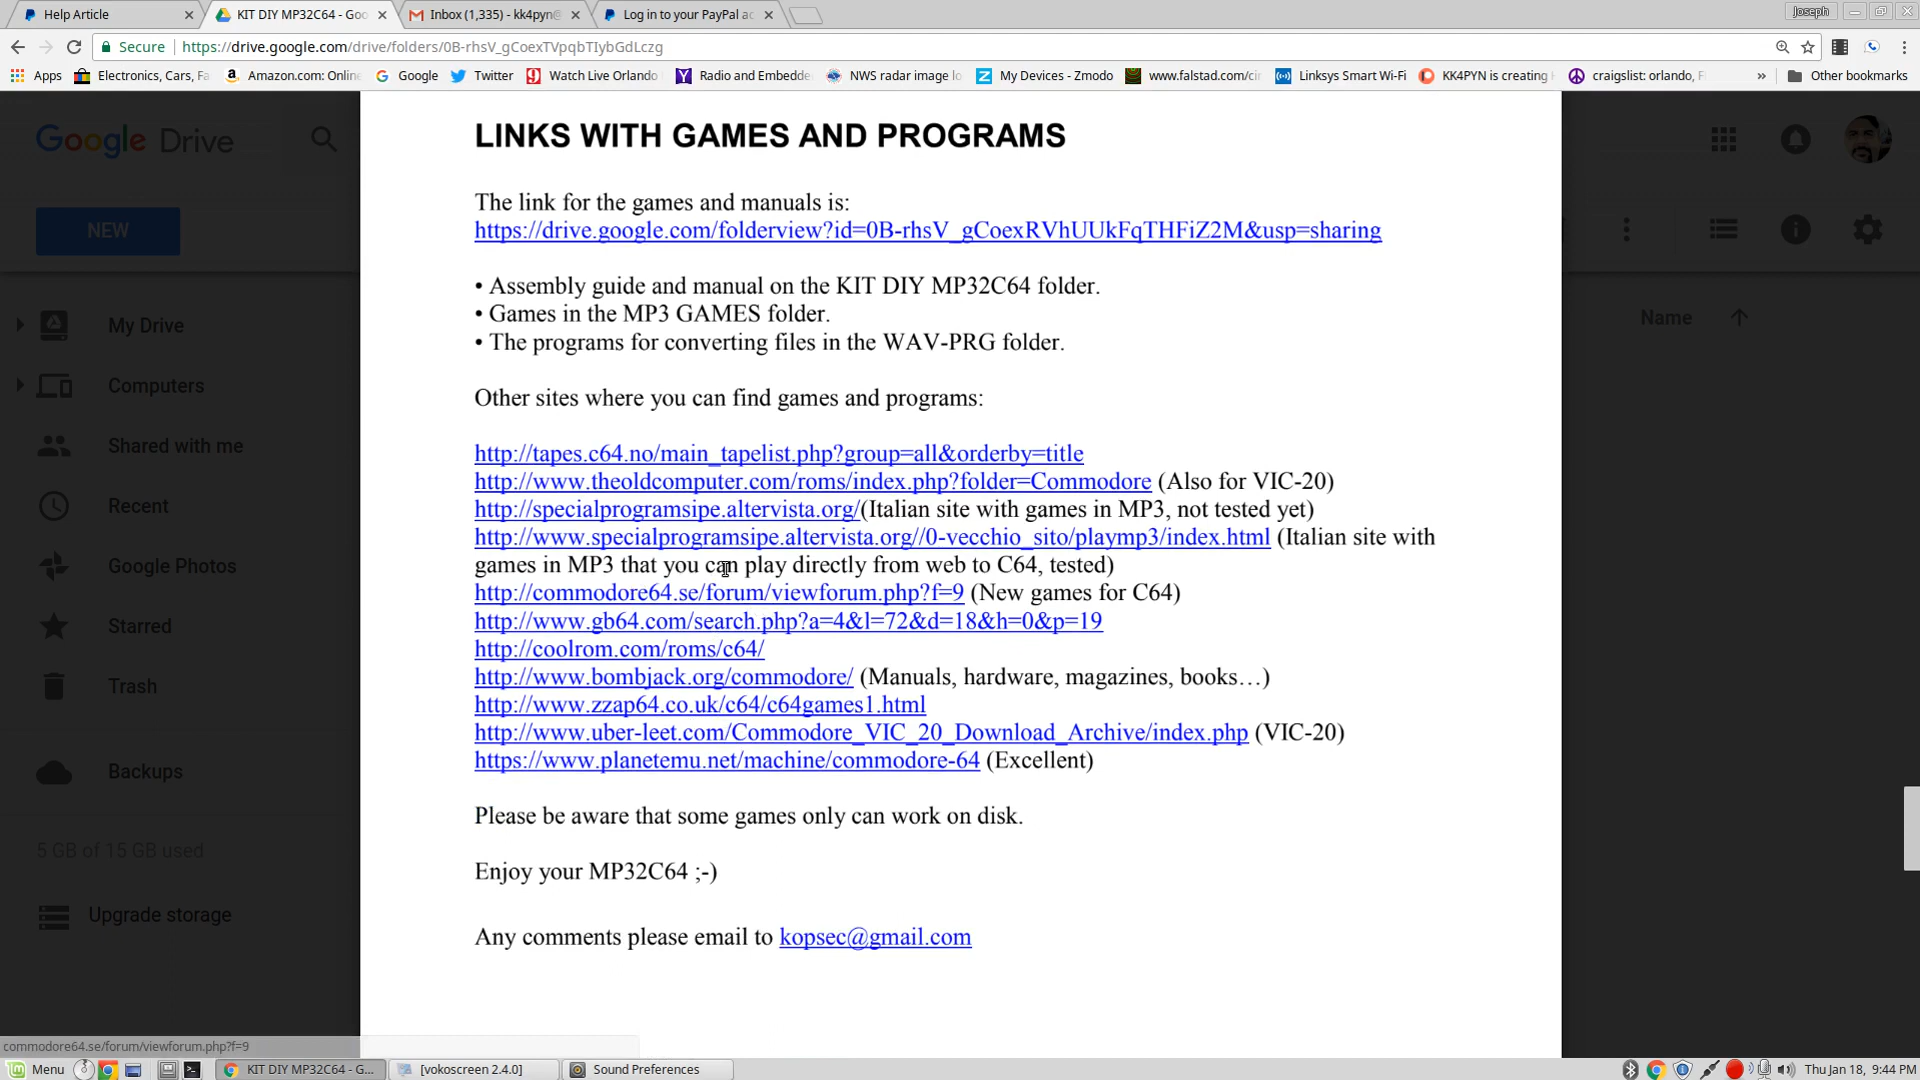 Help Article
KIT DIY MP32C64 - Goo
Inbox (1,335) - kk4pyn@
Log in to your PayPal ac
Joseph
Secure
https://drive.google.com/drive/folders/0B-rhsV_gCoexTVpqbTIybGdLczg
Apps
Electronics, Cars, Fa
Amazon.com: Online
Google
Twitter
Watch Live Orlando
Radio and Embedde
NWS radar image lo
My Devices - Zmodo
www.falstad.com/cir
Linksys Smart Wi-Fi
KK4PYN is creating
craigslist: orlando, F
»
Other bookmarks
Google Drive
NEW
My Drive
Computers
Shared with me
Recent
Google Photos
Starred
Trash
Backups
5 GB of 15 GB used
Upgrade storage
Name
LINKS WITH GAMES AND PROGRAMS
The link for the games and manuals is:
https://drive.google.com/folderview?id=0B-rhsV_gCoexRVhUUkFqTHFiZ2M&usp=sharing
• Assembly guide and manual on the KIT DIY MP32C64 folder.
• Games in the MP3 GAMES folder.
• The programs for converting files in the WAV-PRG folder.
Other sites where you can find games and programs:
http://tapes.c64.no/main_tapelist.php?group=all&orderby=title
http://www.theoldcomputer.com/roms/index.php?folder=Commodore (Also for VIC-20)
http://specialprogramsipe.altervista.org/(Italian site with games in MP3, not tested yet)
http://www.specialprogramsipe.altervista.org//0-vecchio_sito/playmp3/index.html (Italian site with
games in MP3 that you can play directly from web to C64, tested)
http://commodore64.se/forum/viewforum.php?f=9 (New games for C64)
http://www.gb64.com/search.php?a=4&l=72&d=18&h=0&p=19
http://coolrom.com/roms/c64/
http://www.bombjack.org/commodore/ (Manuals, hardware, magazines, books…)
http://www.zzap64.co.uk/c64/c64games1.html
http://www.uber-leet.com/Commodore_VIC_20_Download_Archive/index.php (VIC-20)
https://www.planetemu.net/machine/commodore-64 (Excellent)
Please be aware that some games only can work on disk.
Enjoy your MP32C64 ;-)
Any comments please email to kopsec@gmail.com
commodore64.se/forum/viewforum.php?f=9
Menu
KIT DIY MP32C64 - G...
[vokoscreen 2.4.0]
Sound Preferences
Thu Jan 18, 9:44 PM